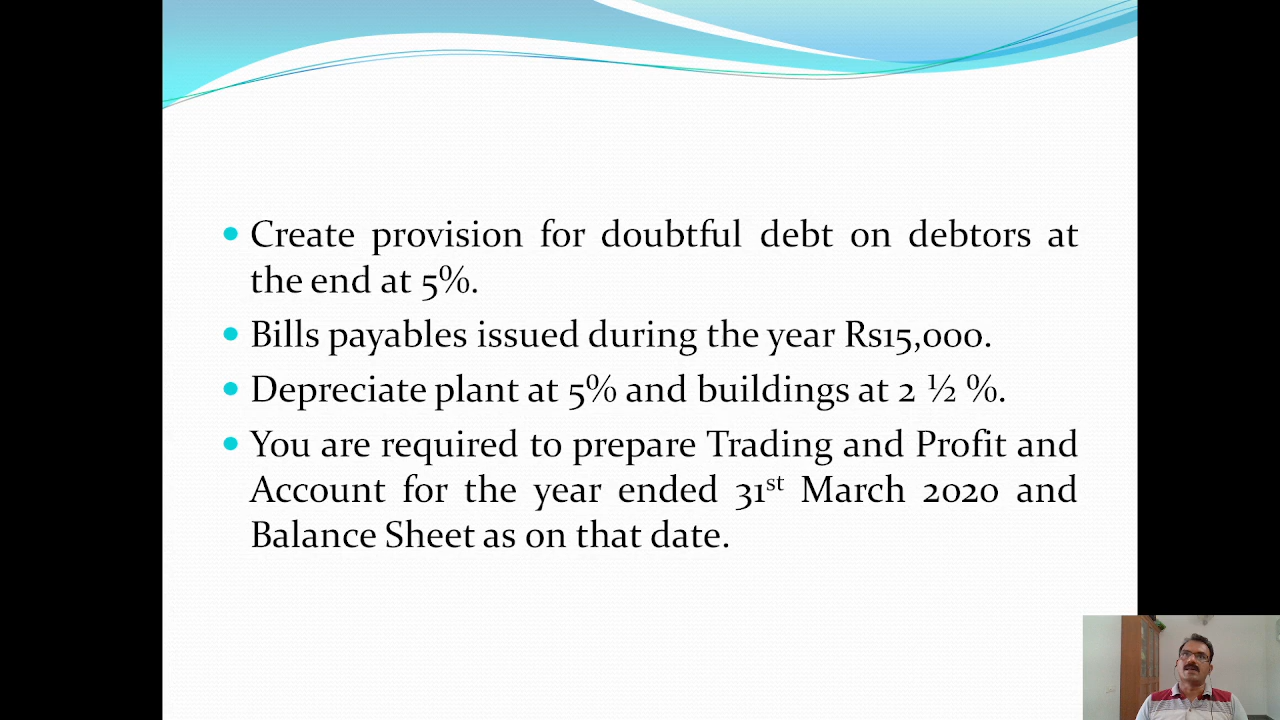 Create provision for doubtful debt on debtors at
the end at 5%.
Bills payables issued during the year Rs15,000.
Depreciate plant at 5% and buildings at 2 ½ %.
You are required to prepare Trading and Profit and
Account for the year ended 31st March 2020 and
Balance Sheet as on that date.